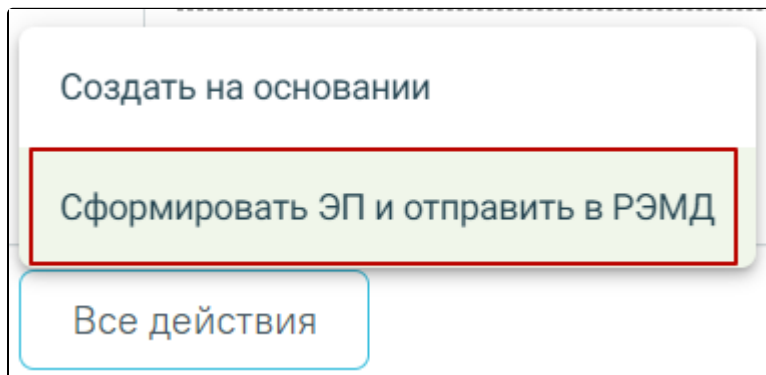 Создать на основании
Сформировать ЭП и отправить в РЭМД
Все действия